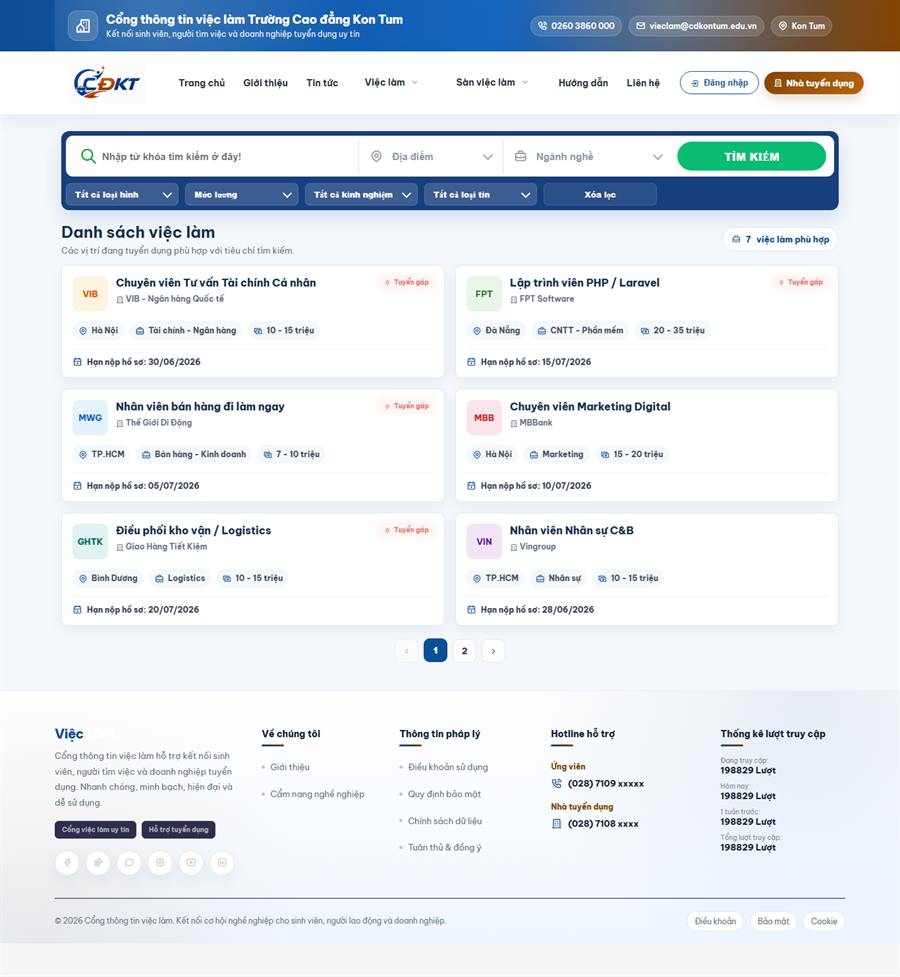 Cổng thông tin việc làm Trường Cao đẳng Kon Tum
Kết nối sinh viên, người tìm việc và doanh nghiệp tuyển dụng uy tín
0260 3860 000
vieclam@cdkontum.edu.vn
Kon Tum
CĐKT
Trang chủ
Giới thiệu
Tin tức
Việc làm
Sàn việc làm
Hướng dẫn
Liên hệ
Đăng nhập
Nhà tuyển dụng
Nhập từ khóa tìm kiếm ở đây!
Địa điểm
Ngành nghề
TÌM KIẾM
Tất cả loại hình
Mức lương
Tất cả kinh nghiệm
Tất cả loại tin
Xóa lọc
Danh sách việc làm
Các vị trí đang tuyển dụng phù hợp với tiêu chí tìm kiếm.
7 việc làm phù hợp
VIB
Chuyên viên Tư vấn Tài chính Cá nhân
Tuyển gấp
VIB - Ngân hàng Quốc tế
Hà Nội
Tài chính - Ngân hàng
10 - 15 triệu
Hạn nộp hồ sơ: 30/06/2026
FPT
Lập trình viên PHP / Laravel
Tuyển gấp
FPT Software
Đà Nẵng
CNTT - Phần mềm
20 - 35 triệu
Hạn nộp hồ sơ: 15/07/2026
MWG
Nhân viên bán hàng đi làm ngay
Tuyển gấp
Thế Giới Di Động
TP.HCM
Bán hàng - Kinh doanh
7 - 10 triệu
Hạn nộp hồ sơ: 05/07/2026
MBB
Chuyên viên Marketing Digital
MBBank
Hà Nội
Marketing
15 - 20 triệu
Hạn nộp hồ sơ: 10/07/2026
GHTK
Điều phối kho vận / Logistics
Tuyển gấp
Giao Hàng Tiết Kiệm
Bình Dương
Logistics
10 - 15 triệu
Hạn nộp hồ sơ: 20/07/2026
VIN
Nhân viên Nhân sự C&B
Vingroup
TP.HCM
Nhân sự
10 - 15 triệu
Hạn nộp hồ sơ: 28/06/2026
‹ 1 2 ›
Việc
Cổng thông tin việc làm hỗ trợ kết nối sinh
viên, người tìm việc và doanh nghiệp tuyển
dụng. Nhanh chóng, minh bạch, hiện đại và
dễ sử dụng.
Cổng việc làm uy tín
Hỗ trợ tuyển dụng
Về chúng tôi
Giới thiệu
Cẩm nang nghề nghiệp
Thông tin pháp lý
Điều khoản sử dụng
Quy định bảo mật
Chính sách dữ liệu
Tuân thủ & đồng ý
Hotline hỗ trợ
Ứng viên
(028) 7109 xxxxx
Nhà tuyển dụng
(028) 7108 xxxx
Thống kê lượt truy cập
Đang truy cập:
198829 Lượt
Hôm nay:
198829 Lượt
1 tuần trước:
198829 Lượt
Tổng lượt truy cập:
198829 Lượt
© 2026 Cổng thông tin việc làm. Kết nối cơ hội nghề nghiệp cho sinh viên, người lao động và doanh nghiệp.
Điều khoản
Bảo mật
Cookie